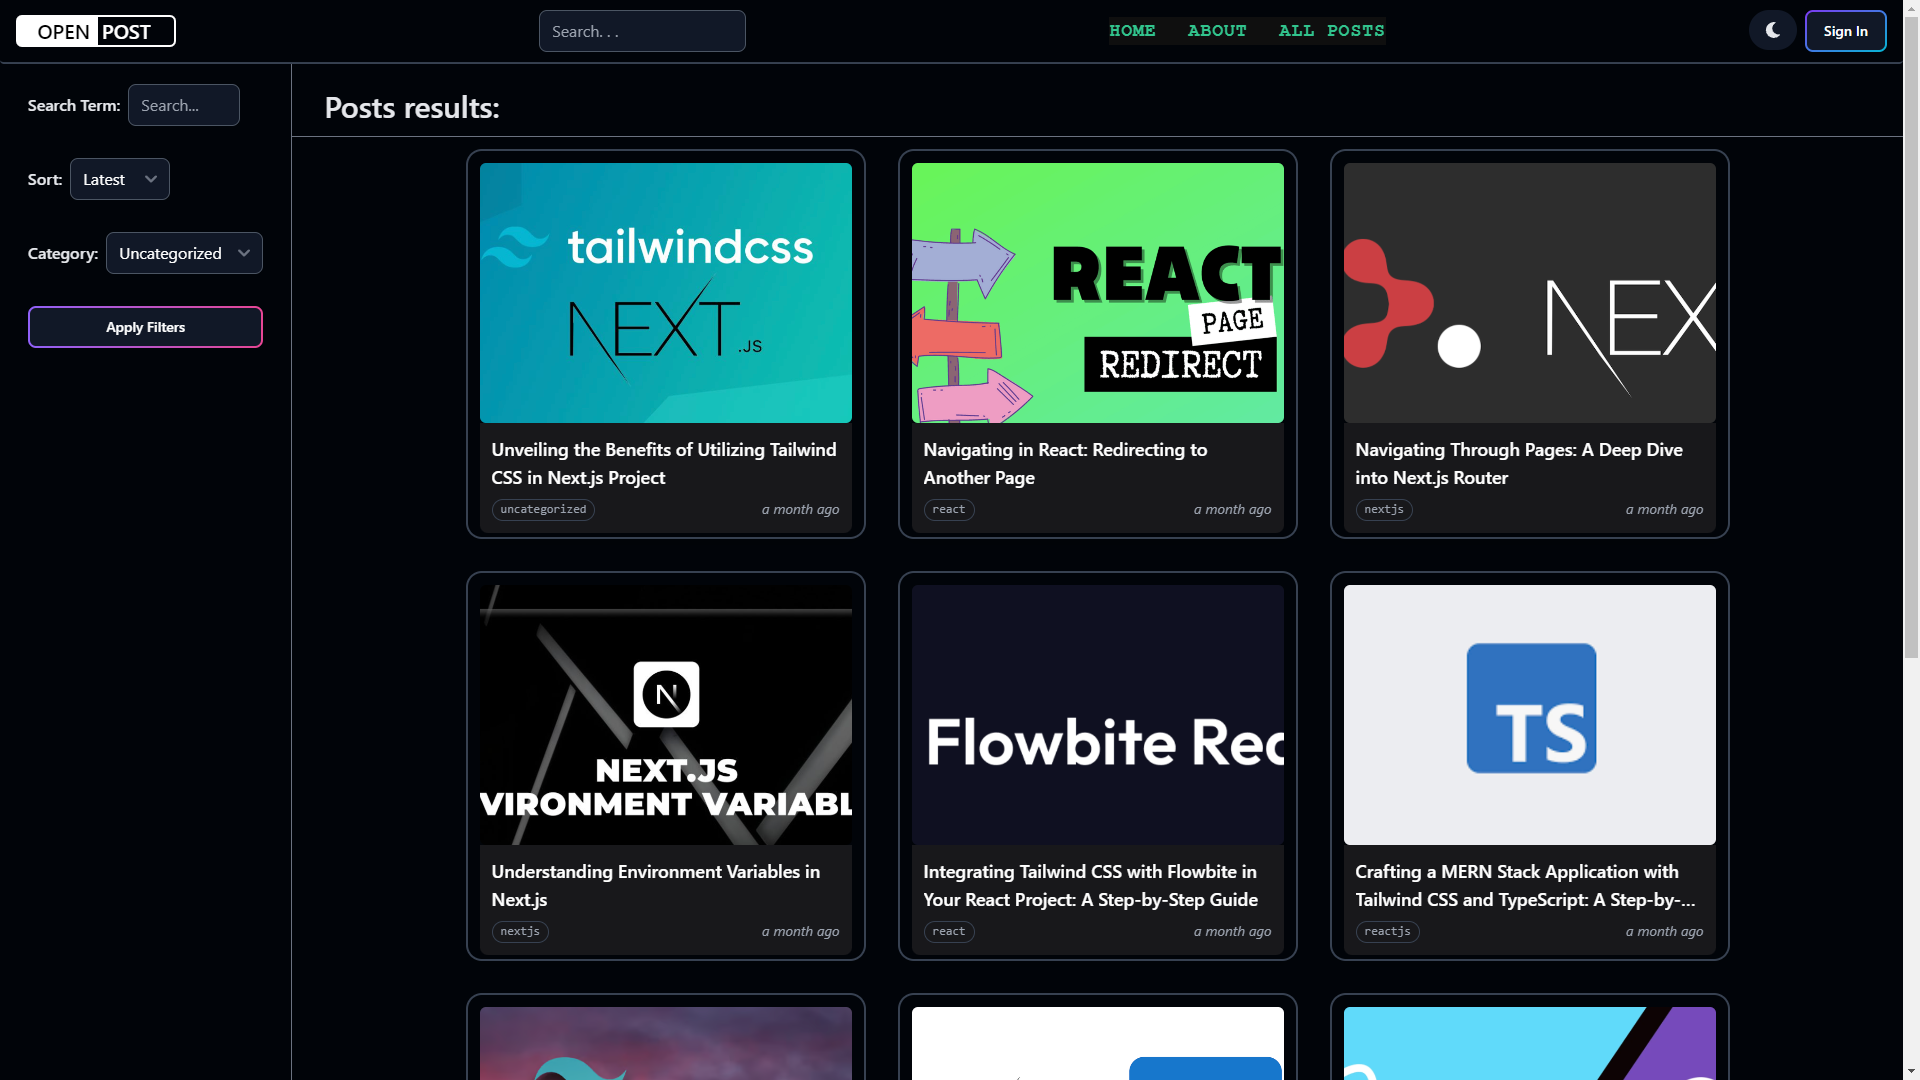 OPEN POST
Search. . .
HOME ABOUT ALL POSTS
Sign In
Search Term: Search...
Sort: Latest
Category: Uncategorized
Apply Filters
Posts results:
tailwindcss
NEXT.JS
Unveiling the Benefits of Utilizing Tailwind
CSS in Next.js Project
uncategorized a month ago
REACT
PAGE
REDIRECT
Navigating in React: Redirecting to
Another Page
react a month ago
NEX
Navigating Through Pages: A Deep Dive
into Next.js Router
nextjs a month ago
N
NEXT.JS
VIRONMENT VARIABL
Understanding Environment Variables in
Next.js
nextjs a month ago
Flowbite Rea
Integrating Tailwind CSS with Flowbite in
Your React Project: A Step-by-Step Guide
react a month ago
TS
Crafting a MERN Stack Application with
Tailwind CSS and TypeScript: A Step-by-...
reactjs a month ago